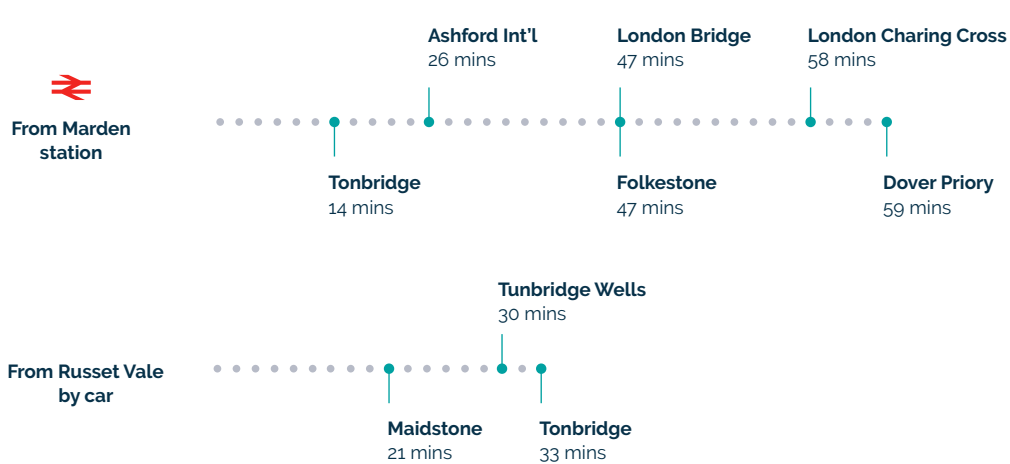 Ashford Int'l
26 mins
London Bridge
47 mins
London Charing Cross
58 mins
From Marden
station
Tonbridge
14 mins
Folkestone
47 mins
Dover Priory
59 mins
Tunbridge Wells
30 mins
From Russet Vale
by car
Maidstone
21 mins
Tonbridge
33 mins